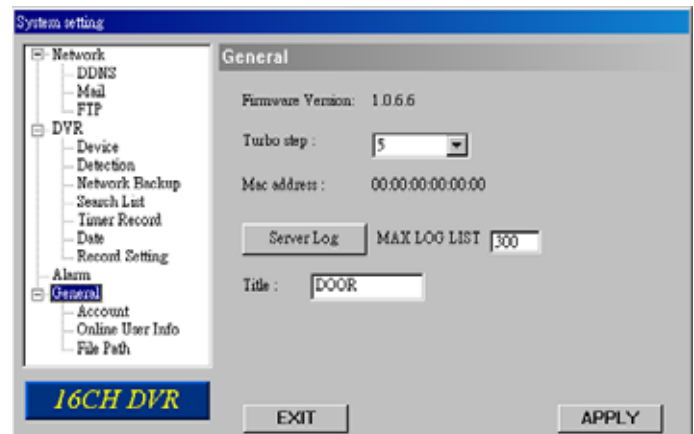 System setting
Network
DDNS
Mail
FTP
DVR
Device
Detection
Network Backup
Search List
Timer Record
Date
Record Setting
Alarm
General
Account
Online User Info
File Path
16CH DVR
General
Firmware Version: 1.0.6.6
Turbo step : 5
Mac address : 00:00:00:00:00:00
Server Log MAX LOG LIST 300
Title : DOOR
EXIT APPLY